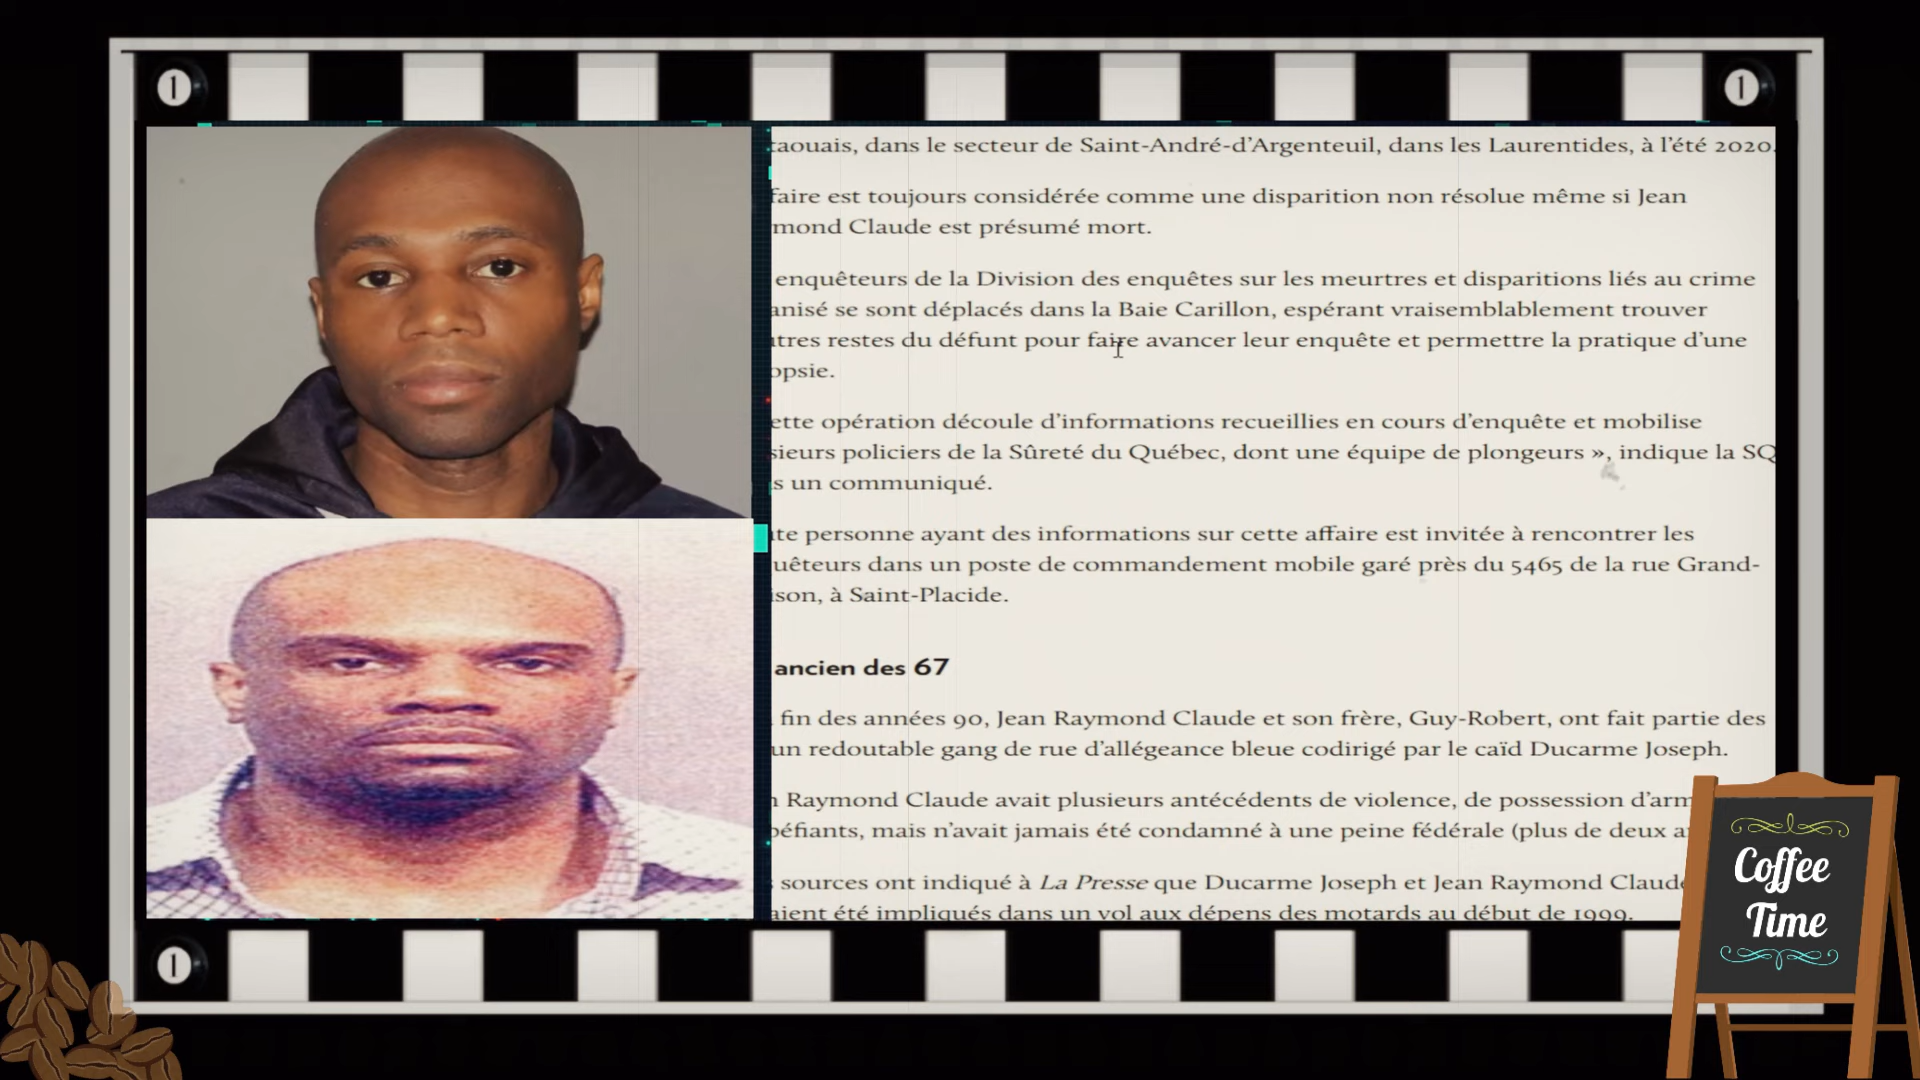 taouais, dans le secteur de Saint-André-d'Argenteuil, dans les Laurentides, à l'été 2020.
faire est toujours considérée comme une disparition non résolue même si Jean
mond Claude est présumé mort.
enquêteurs de la Division des enquêtes sur les meurtres et disparitions liés au crime
anisé se sont déplacés dans la Baie Carillon, espérant vraisemblablement trouver
utres restes du défunt pour faire avancer leur enquête et permettre la pratique d'une
opsie.
ette opération découle d'informations recueillies en cours d'enquête et mobilise
sieurs policiers de la Sûreté du Québec, dont une équipe de plongeurs », indique la SQ
s un communiqué.
ute personne ayant des informations sur cette affaire est invitée à rencontrer les
uêteurs dans un poste de commandement mobile garé près du 5465 de la rue Grand-
ison, à Saint-Placide.
ancien des 67
fin des années 90, Jean Raymond Claude et son frère, Guy-Robert, ont fait partie des
un redoutable gang de rue d'allégeance bleue codirigé par le caïd Ducarme Joseph.
n Raymond Claude avait plusieurs antécédents de violence, de possession d'arm
péfiants, mais n'avait jamais été condamné à une peine fédérale (plus de deux a
s sources ont indiqué à La Presse que Ducarme Joseph et Jean Raymond Claude
aient été impliqués dans un vol aux dépens des motards au début de 1999.
Coffee
Time
1
1
1